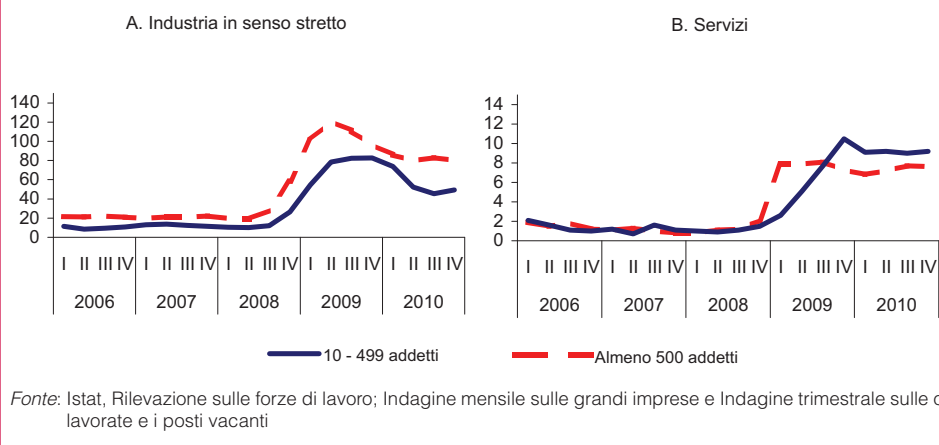 A. Industria in senso stretto
B. Servizi
140
120
100
80
60
40
20
0
I II III IV I II III IV I II III IV I II III IV I II III IV
2006 2007 2008 2009 2010
14
12
10
8
6
4
2
0
I II III IV I II III IV I II III IV I II III IV I II III IV
2006 2007 2008 2009 2010
10 - 499 addetti
Almeno 500 addetti
Fonte: Istat, Rilevazione sulle forze di lavoro; Indagine mensile sulle grandi imprese e Indagine trimestrale sulle
lavorate e i posti vacanti